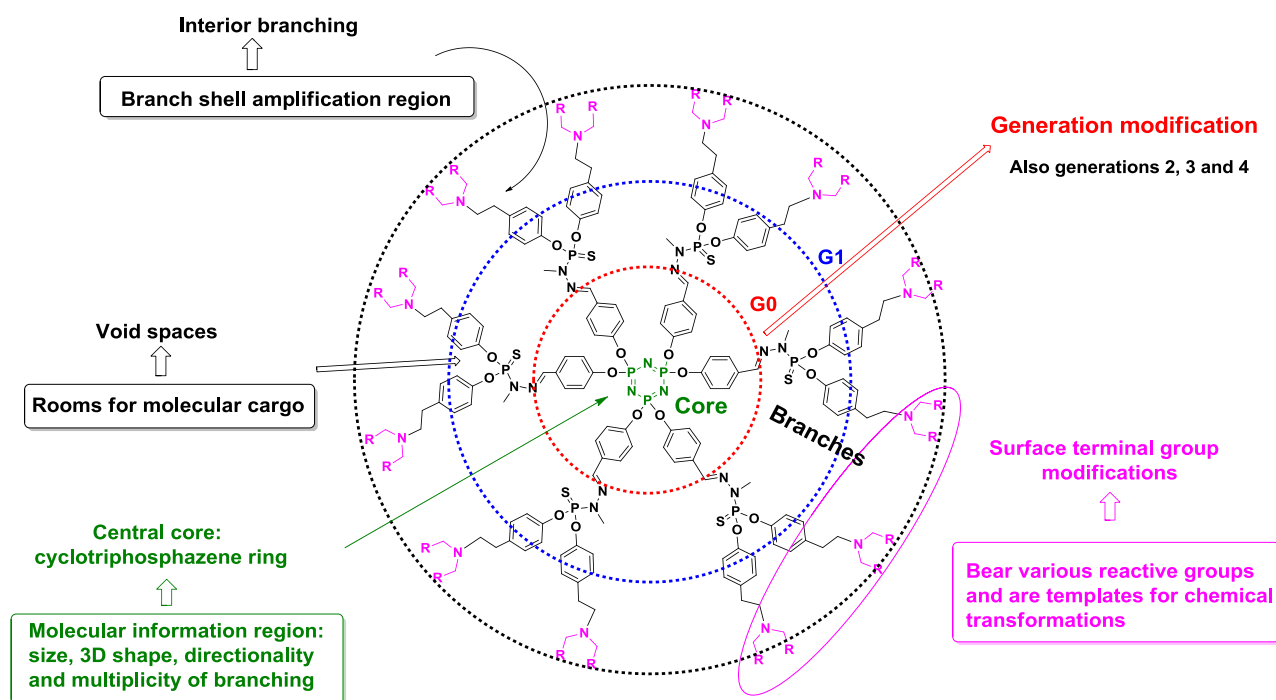 Interior branching
Branch shell amplification region
Generation modification
Also generations 2, 3 and 4
G1
G0
Void spaces
Rooms for molecular cargo
Core
Branches
Surface terminal group
modifications
Bear various reactive groups
and are templates for chemical
transformations
Central core:
cyclotriphosphazene ring
Molecular information region:
size, 3D shape, directionality
and multiplicity of branching